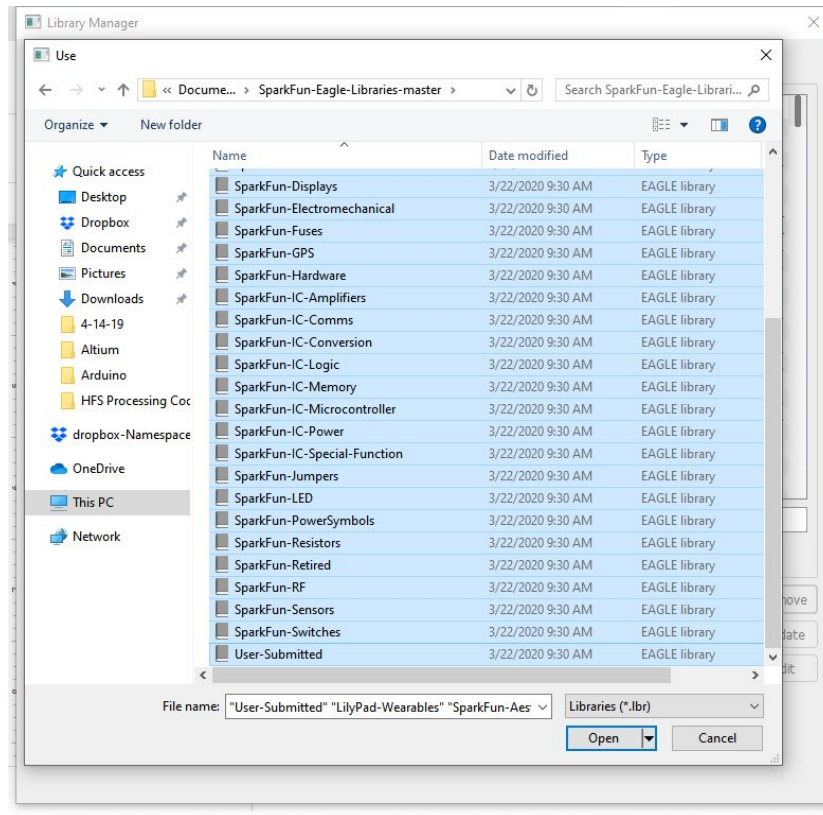 Library Manager
Use
« Docume... › SparkFun-Eagle-Libraries-master ›
Search SparkFun-Eagle-Librari...
Organize
New folder
Name Date modified Type
Quick access
Desktop
Dropbox
Documents
Pictures
Downloads
4-14-19
Altium
Arduino
HFS Processing Coc
dropbox-Namespace
OneDrive
This PC
Network
SparkFun-Displays 3/22/2020 9:30 AM EAGLE library
SparkFun-Electromechanical 3/22/2020 9:30 AM EAGLE library
SparkFun-Fuses 3/22/2020 9:30 AM EAGLE library
SparkFun-GPS 3/22/2020 9:30 AM EAGLE library
SparkFun-Hardware 3/22/2020 9:30 AM EAGLE library
SparkFun-IC-Amplifiers 3/22/2020 9:30 AM EAGLE library
SparkFun-IC-Comms 3/22/2020 9:30 AM EAGLE library
SparkFun-IC-Conversion 3/22/2020 9:30 AM EAGLE library
SparkFun-IC-Logic 3/22/2020 9:30 AM EAGLE library
SparkFun-IC-Memory 3/22/2020 9:30 AM EAGLE library
SparkFun-IC-Microcontroller 3/22/2020 9:30 AM EAGLE library
SparkFun-IC-Power 3/22/2020 9:30 AM EAGLE library
SparkFun-IC-Special-Function 3/22/2020 9:30 AM EAGLE library
SparkFun-Jumpers 3/22/2020 9:30 AM EAGLE library
SparkFun-LED 3/22/2020 9:30 AM EAGLE library
SparkFun-PowerSymbols 3/22/2020 9:30 AM EAGLE library
SparkFun-Resistors 3/22/2020 9:30 AM EAGLE library
SparkFun-Retired 3/22/2020 9:30 AM EAGLE library
SparkFun-RF 3/22/2020 9:30 AM EAGLE library
SparkFun-Sensors 3/22/2020 9:30 AM EAGLE library
SparkFun-Switches 3/22/2020 9:30 AM EAGLE library
User-Submitted 3/22/2020 9:30 AM EAGLE library
nove
date
dit
File name: "User-Submitted" "LilyPad-Wearables" "SparkFun-Aes
Libraries (*.lbr)
Open
Cancel